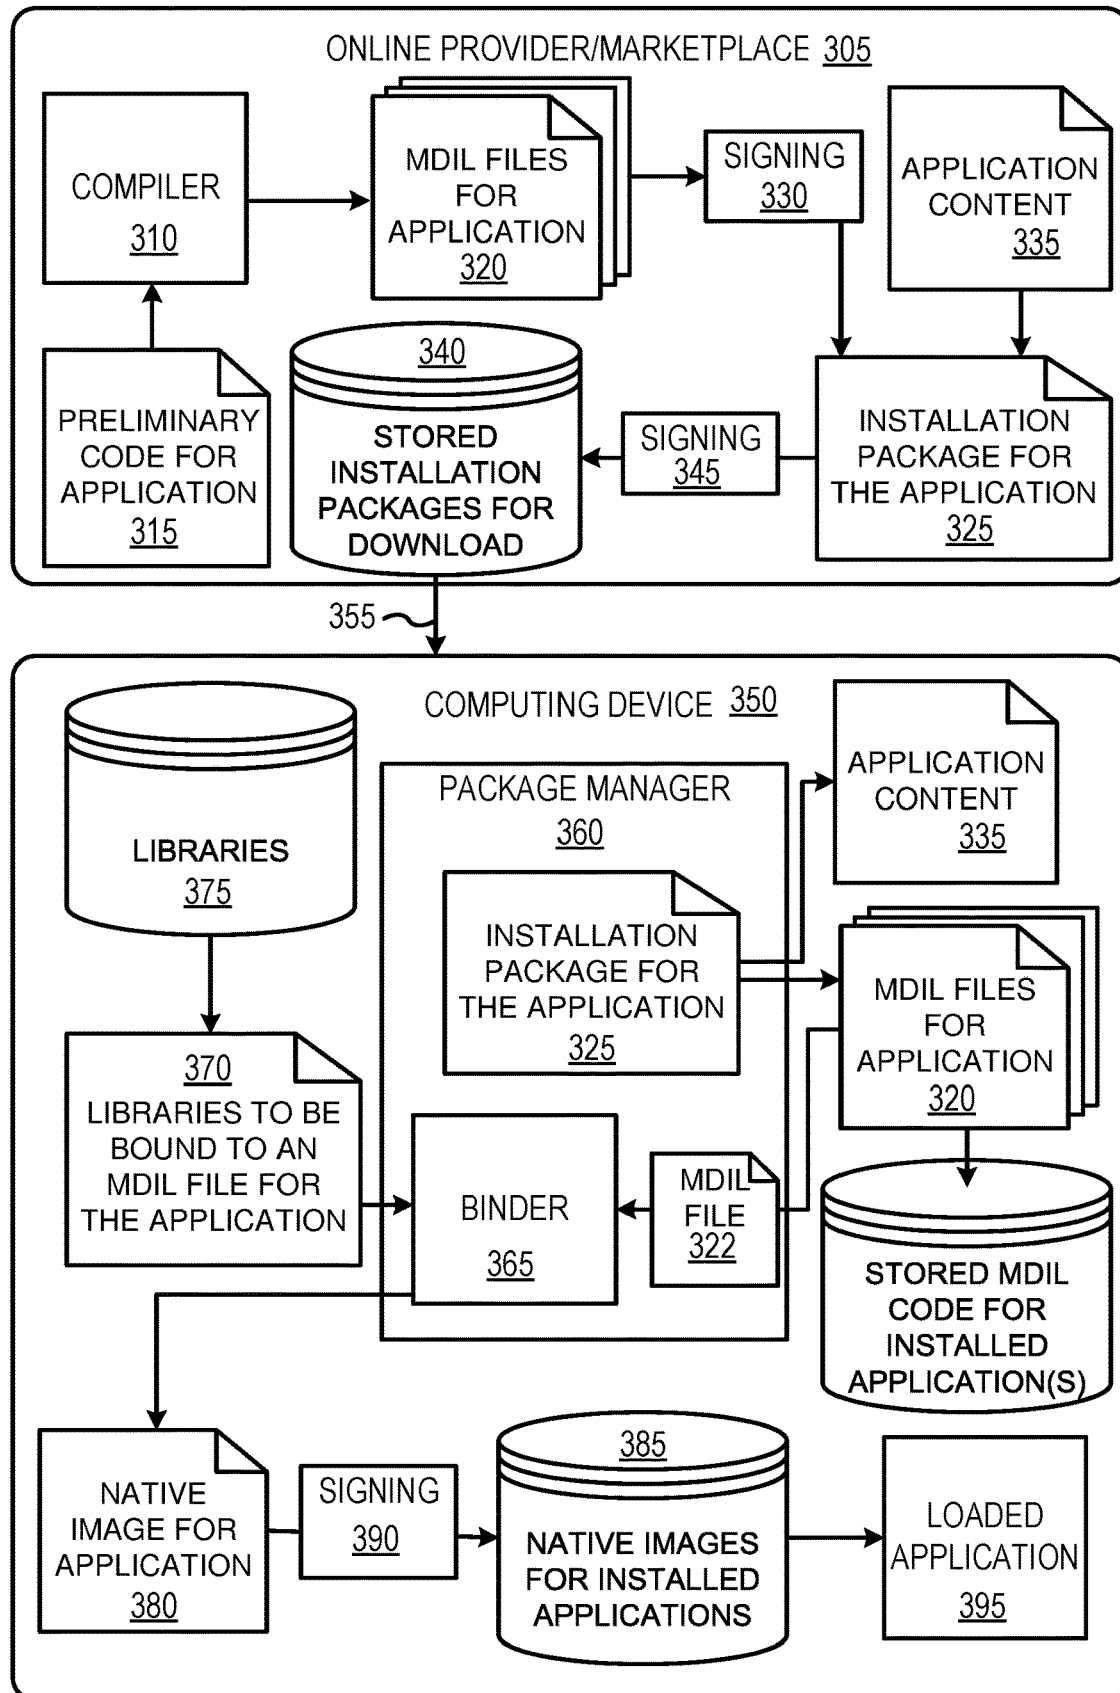 ONLINE PROVIDER/MARKETPLACE 305
COMPILER
310
MDIL FILES
FOR
APPLICATION
320
SIGNING
330
APPLICATION
CONTENT
335
PRELIMINARY
CODE FOR
APPLICATION
315
340
STORED
INSTALLATION
PACKAGES FOR
DOWNLOAD
SIGNING
345
INSTALLATION
PACKAGE FOR
THE APPLICATION
325
355
COMPUTING DEVICE 350
LIBRARIES
375
PACKAGE MANAGER
360
INSTALLATION
PACKAGE FOR
THE APPLICATION
325
APPLICATION
CONTENT
335
MDIL FILES
FOR
APPLICATION
320
370
LIBRARIES TO BE
BOUND TO AN
MDIL FILE FOR
THE APPLICATION
BINDER
365
MDIL
FILE
322
STORED MDIL
CODE FOR
INSTALLED
APPLICATION(S)
NATIVE
IMAGE FOR
APPLICATION
380
SIGNING
390
385
NATIVE IMAGES
FOR INSTALLED
APPLICATIONS
LOADED
APPLICATION
395